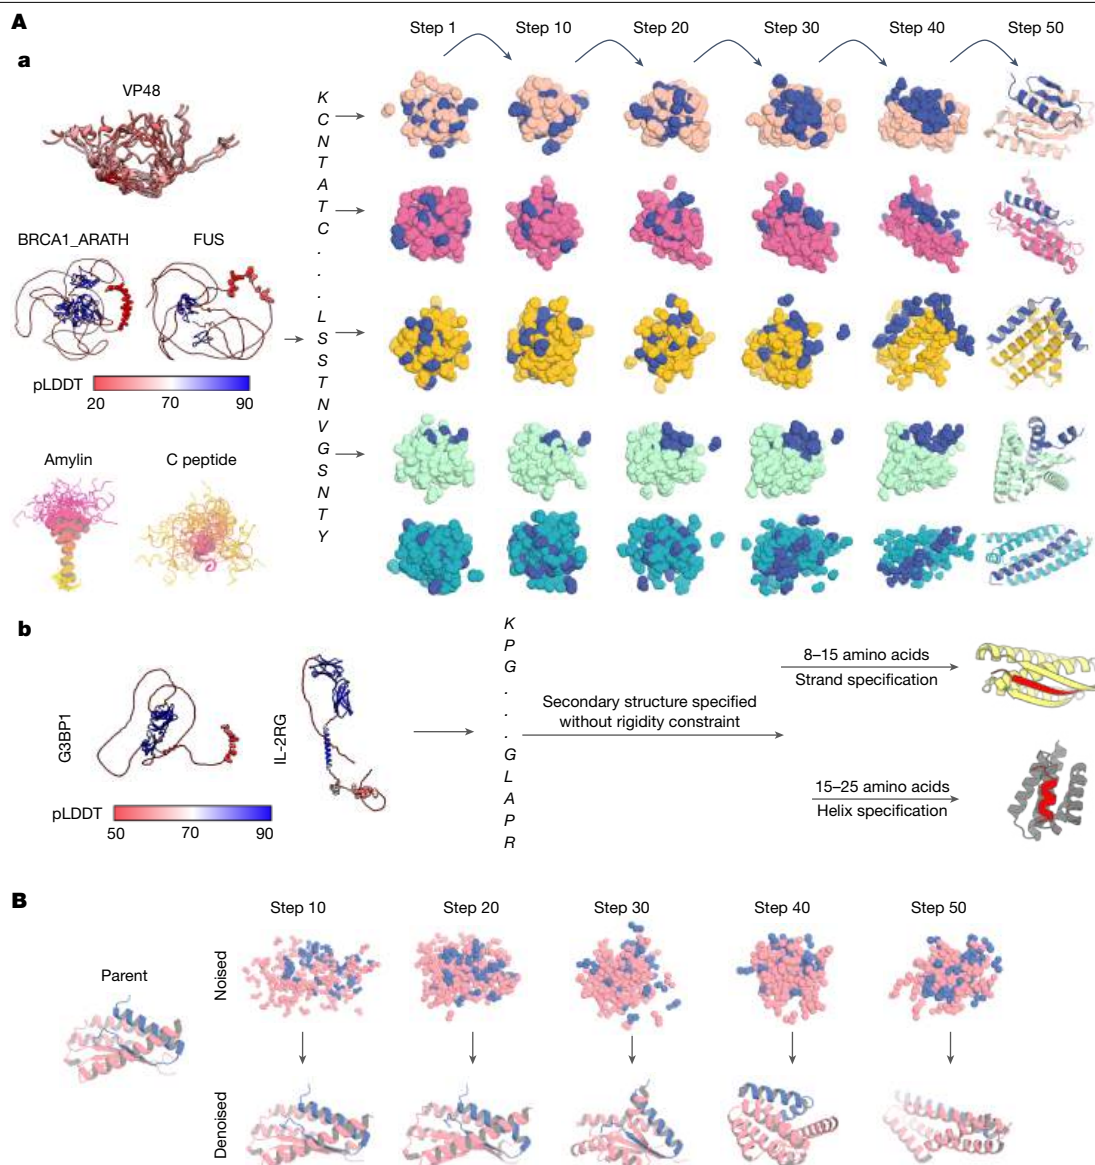 A
Step 1 Step 10 Step 20 Step 30 Step 40 Step 50
a
VP48
BRCA1_ARATH FUS
pLDDT
20 70 90
Amylin C peptide
K
C
N
T
A
T
C
.
.
.
L
S
S
T
N
V
G
S
N
T
Y
b
G3BP1
IL-2RG
pLDDT
50 70 90
K
P
G
.
.
.
G
L
A
P
R
Secondary structure specified
without rigidity constraint
8–15 amino acids
Strand specification
15–25 amino acids
Helix specification
B
Step 10 Step 20 Step 30 Step 40 Step 50
Parent
Noised
Denoised